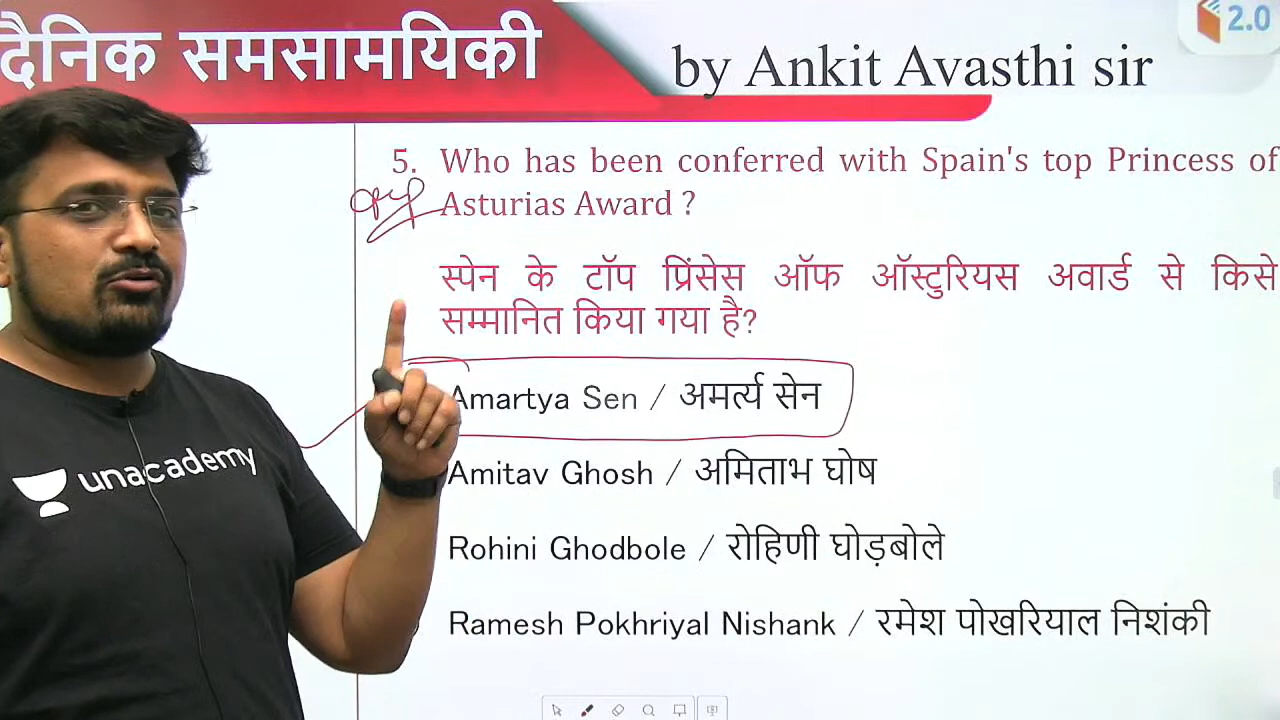 दैनिक समसामयिकी
by Ankit Avasthi sir
2.0
5. Who has been conferred with Spain's top Princess of
Asturias Award ?
स्पेन के टॉप प्रिंसेस ऑफ ऑस्टुरियस अवार्ड से किसे
सम्मानित किया गया है?
Amartya Sen / अमर्त्य सेन
Amitav Ghosh / अमिताभ घोष
Rohini Ghodbole / रोहिणी घोड़बोले
Ramesh Pokhriyal Nishank / रमेश पोखरियाल निशंकी
unacademy